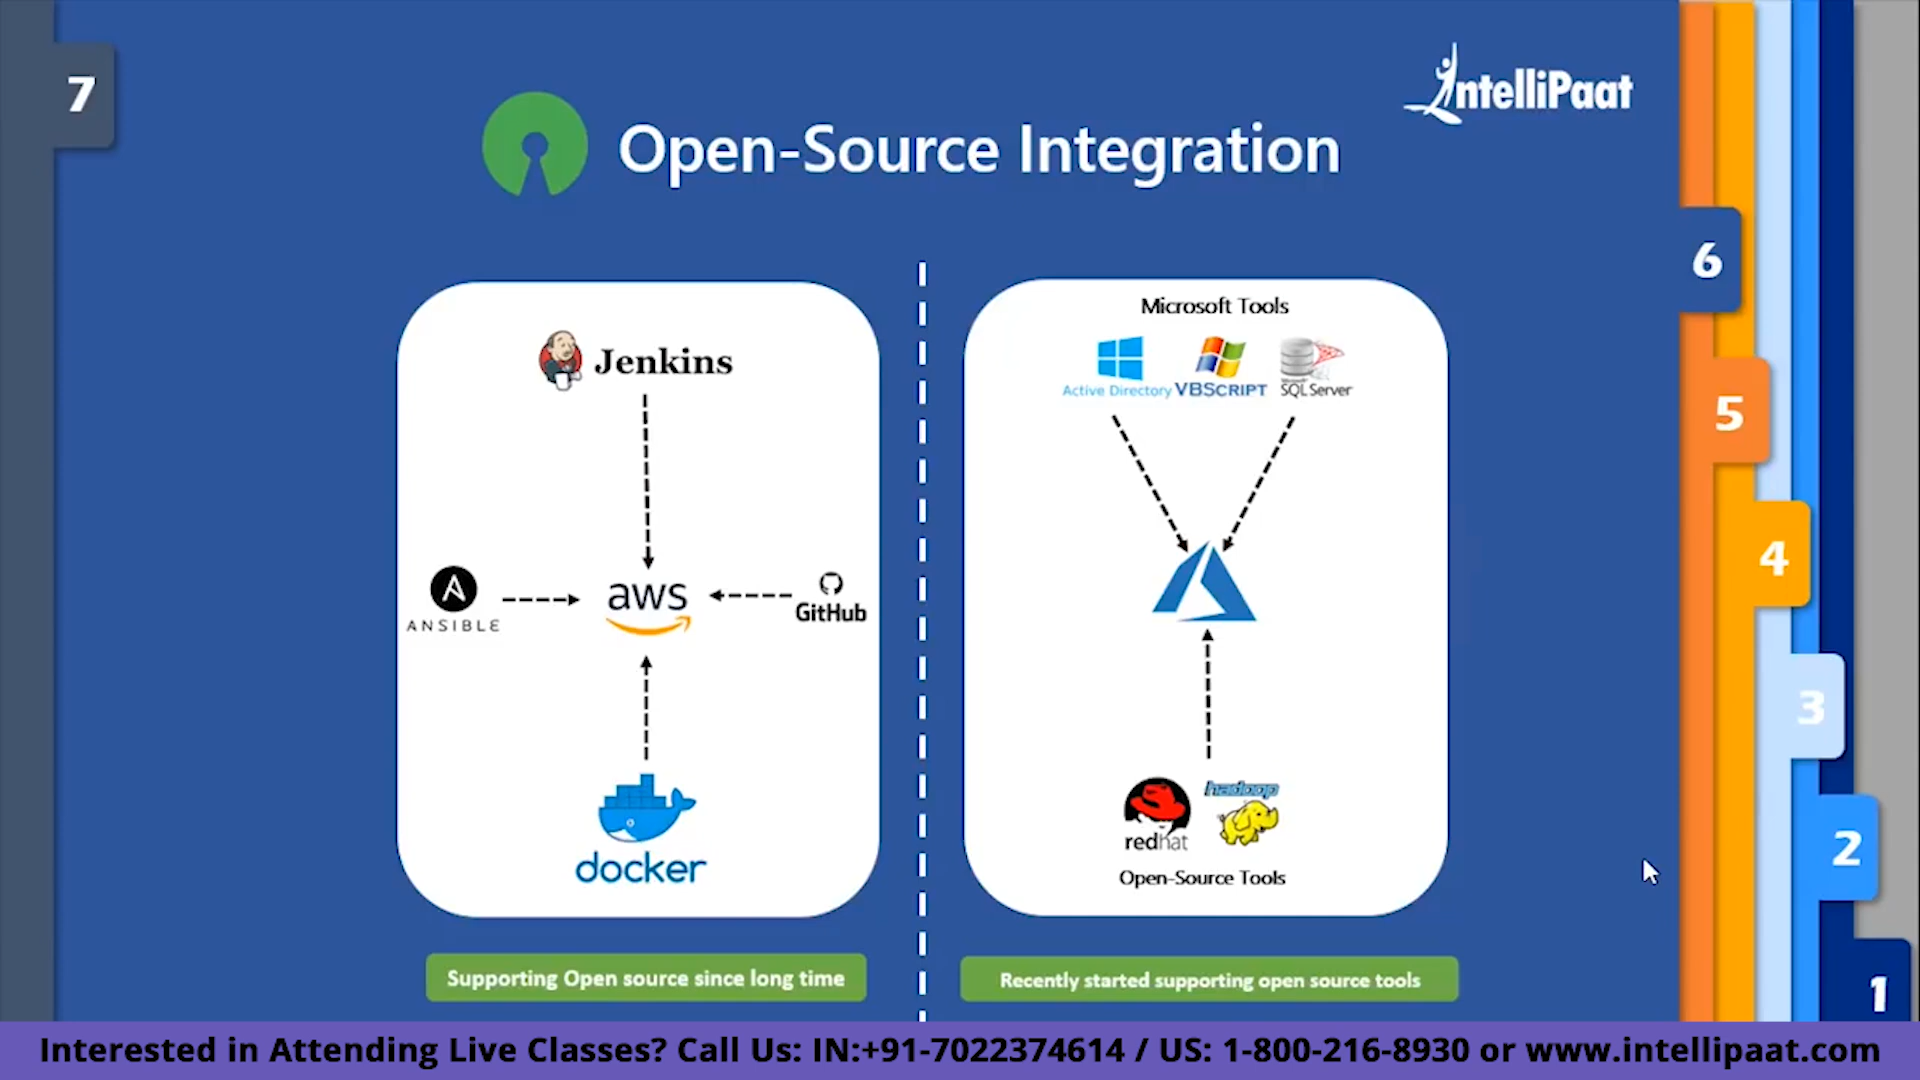 7
IntelliPaat
Open-Source Integration
6
5
4
3
2
1
Jenkins
ANSIBLE
aws
GitHub
docker
Supporting Open source since long time
Microsoft Tools
Active Directory
VBSCRIPT
SQL Server
redhat
hadoop
Open-Source Tools
Recently started supporting open source tools
Interested in Attending Live Classes? Call Us: IN:+91-7022374614 / US: 1-800-216-8930 or www.intellipaat.com